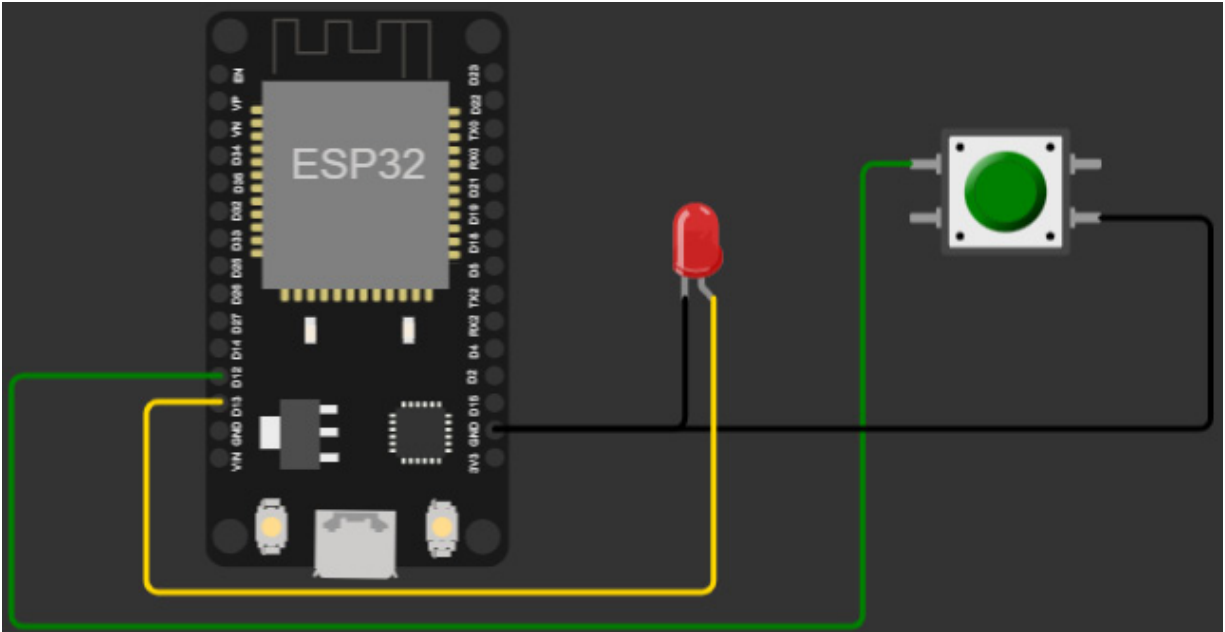 ESP32
EN
VP
VN
D34
D35
D32
D33
D25
D26
D27
D14
D12
D13
GND
VIN
D23
D22
TX0
RX0
D21
D19
D18
D5
TX2
RX2
D4
D2
D15
GND
3V3